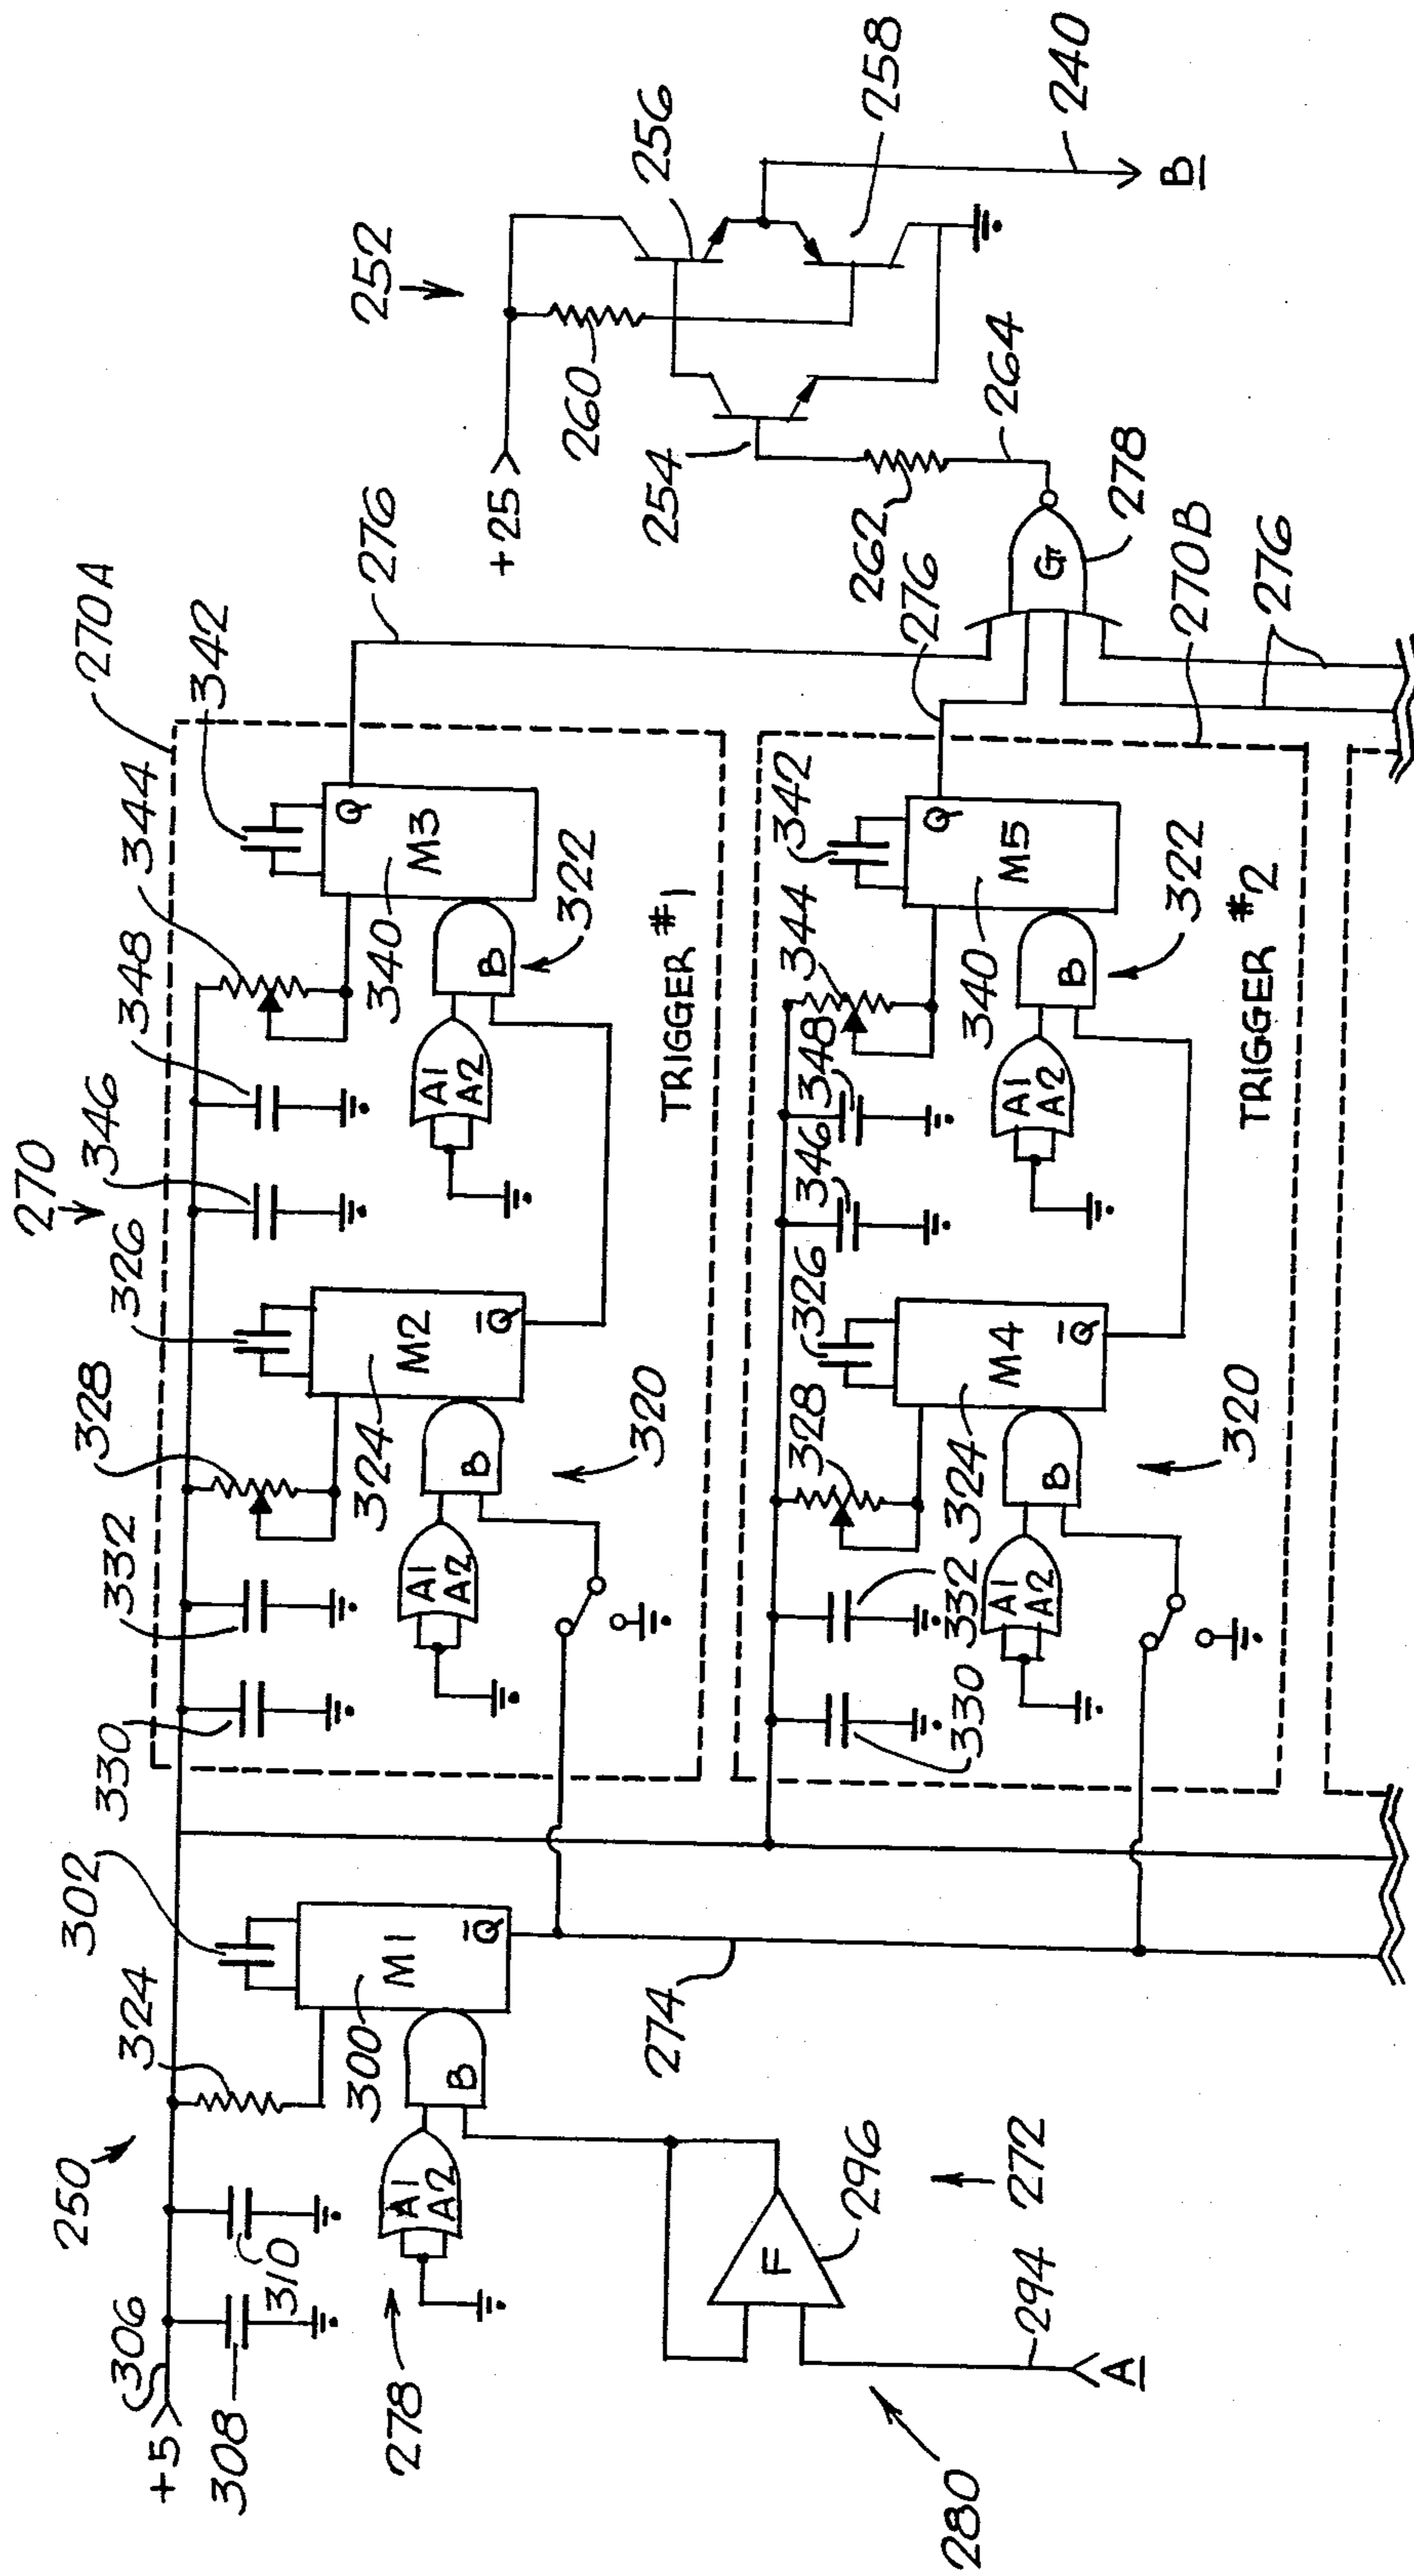 270
270A
250
306
+5
308
310
324
302
330
332
328
326
346
348
344
342
276
252
+25
260
256
258
254
262
264
240
B
278
A1
A2
B
300
M1
Q̅
A1
A2
B
324
M2
Q̅
320
A1
A2
B
340
M3
Q
322
TRIGGER #1
280
294
A
F
296
272
274
330
332
328
326
346
348
344
342
A1
A2
B
324
M4
Q̅
320
A1
A2
B
340
M5
Q
322
TRIGGER #2
276
G
278
270B
276